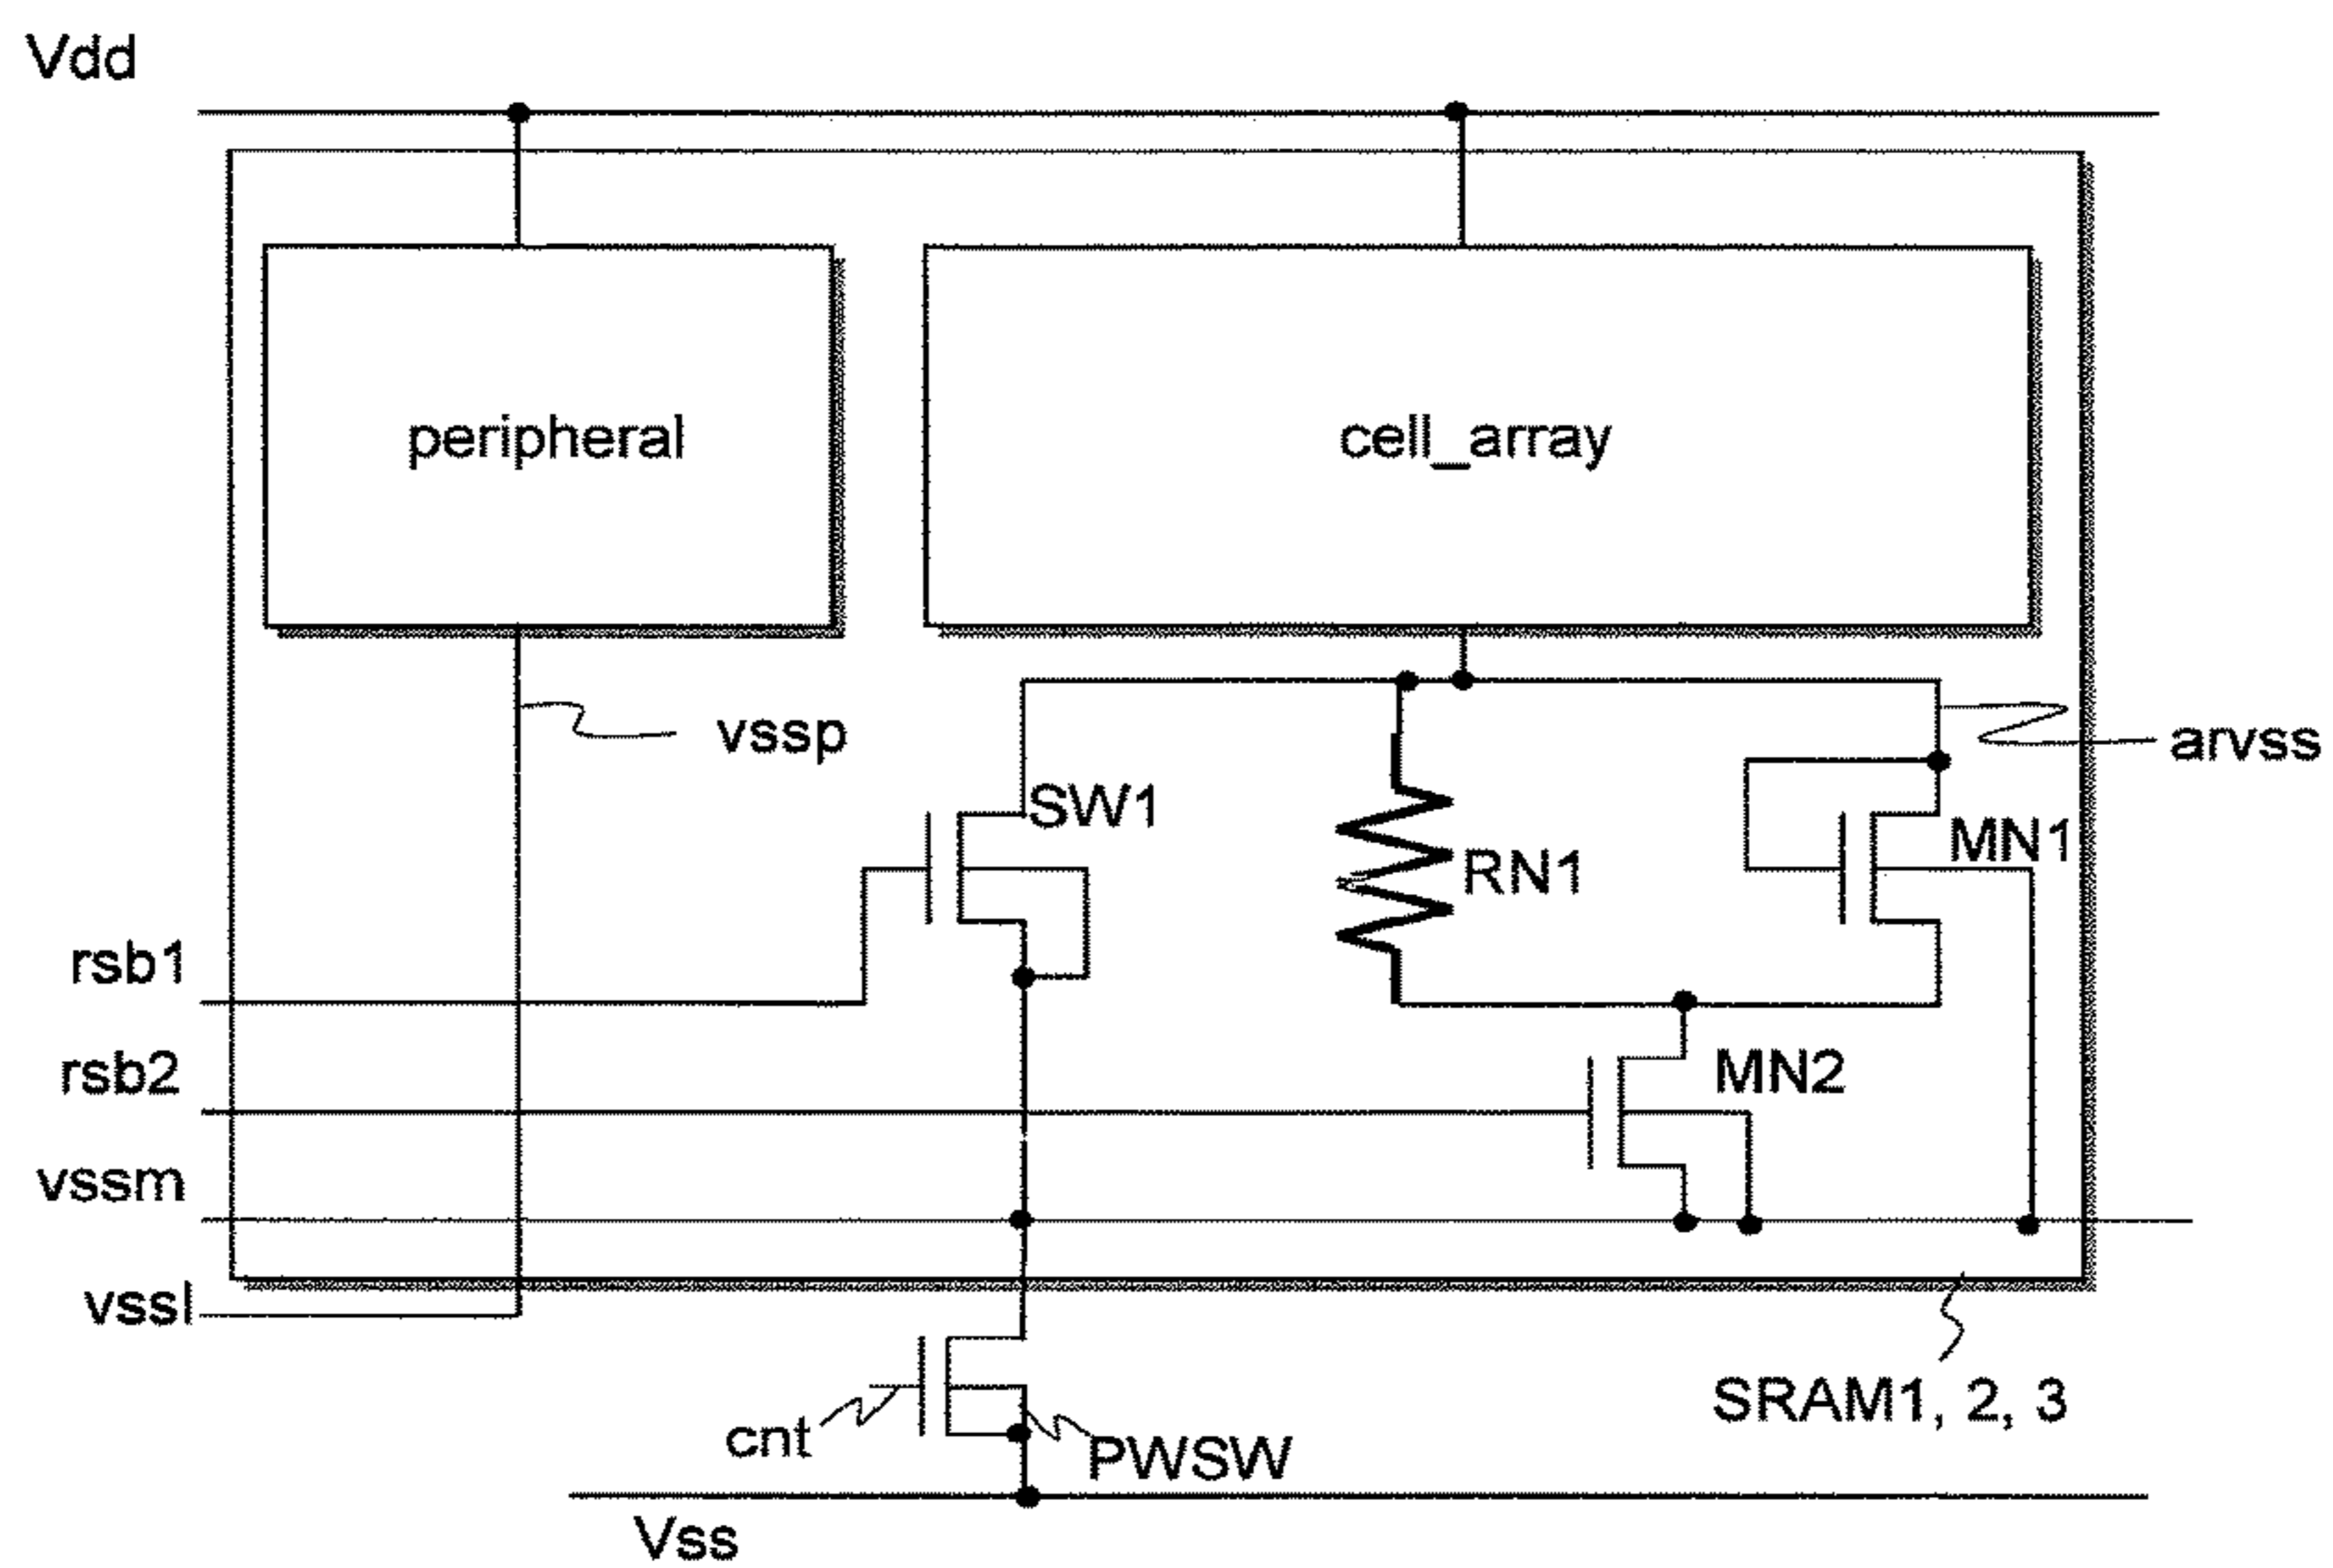 Vdd
peripheral
cell_array
vssp
arvss
SW1
MN1
RN1
rsb1
rsb2
MN2
vssm
vssl
SRAM1, 2, 3
cnt
PWSW
Vss